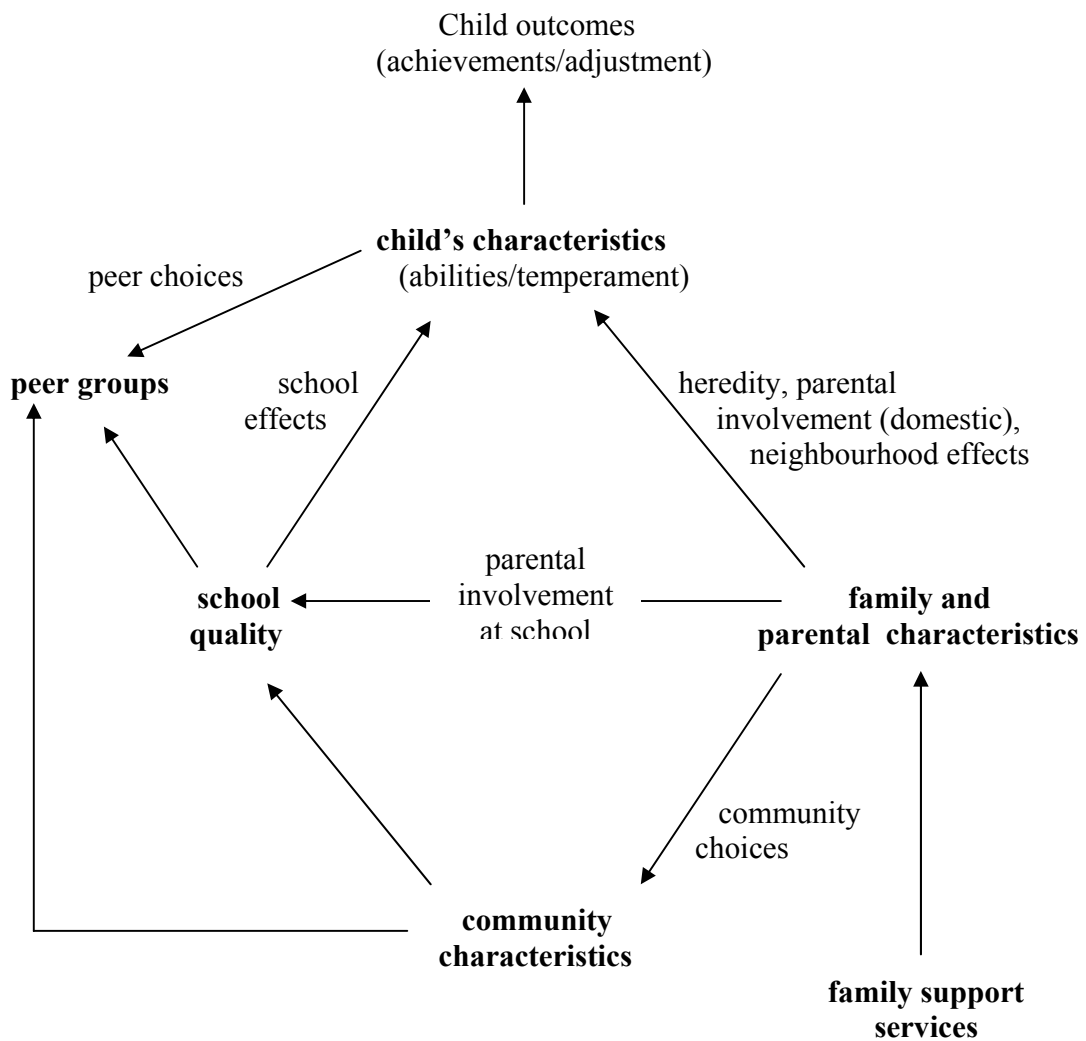 Child outcomes
(achievements/adjustment)
child's characteristics
(abilities/temperament)
peer choices
peer groups
school
effects
heredity, parental
involvement (domestic),
neighbourhood effects
parental
involvement
at school
school
quality
family and
parental characteristics
community
choices
community
characteristics
family support
services